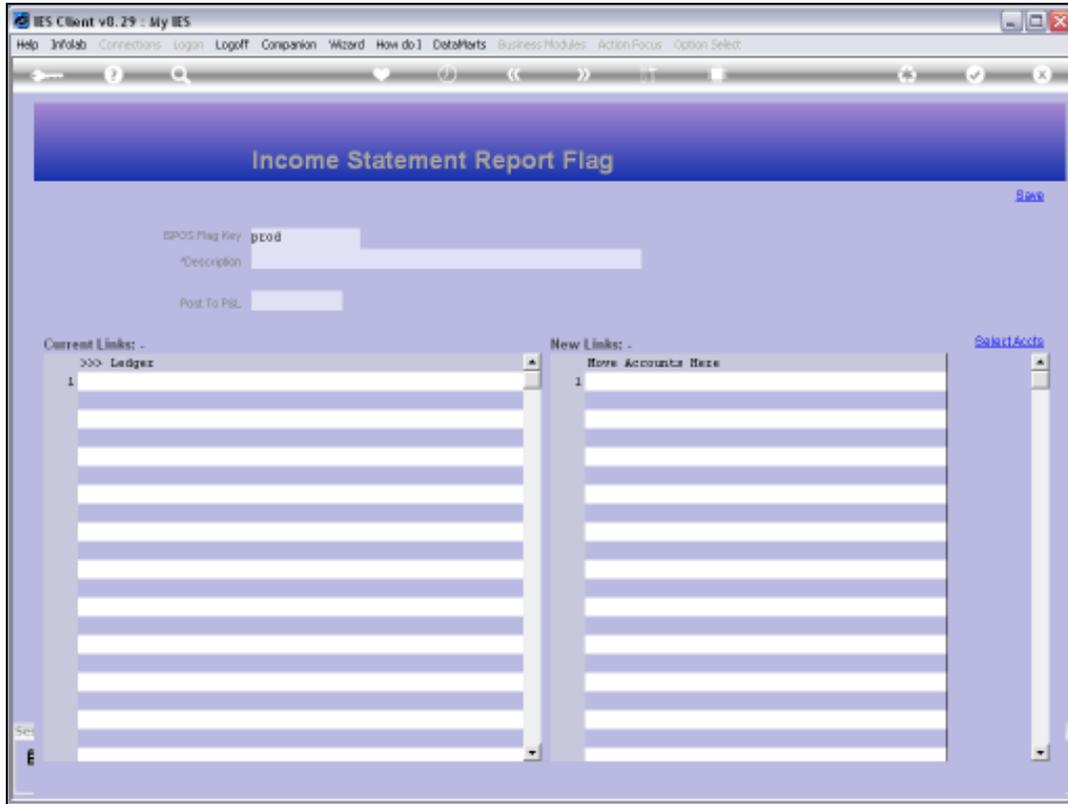 IES Client v8.29 : My IES
Help Infolab Connections Logon Logoff Companion Wizard How do I DataMarts Business Modules Action Focus Option Select
Income Statement Report Flag
Save
ISPOS Flag Key prod
*Description
Post To P&L
Current Links: - New Links: - Select Accts
>>> Ledger Move Accounts Here
1 1